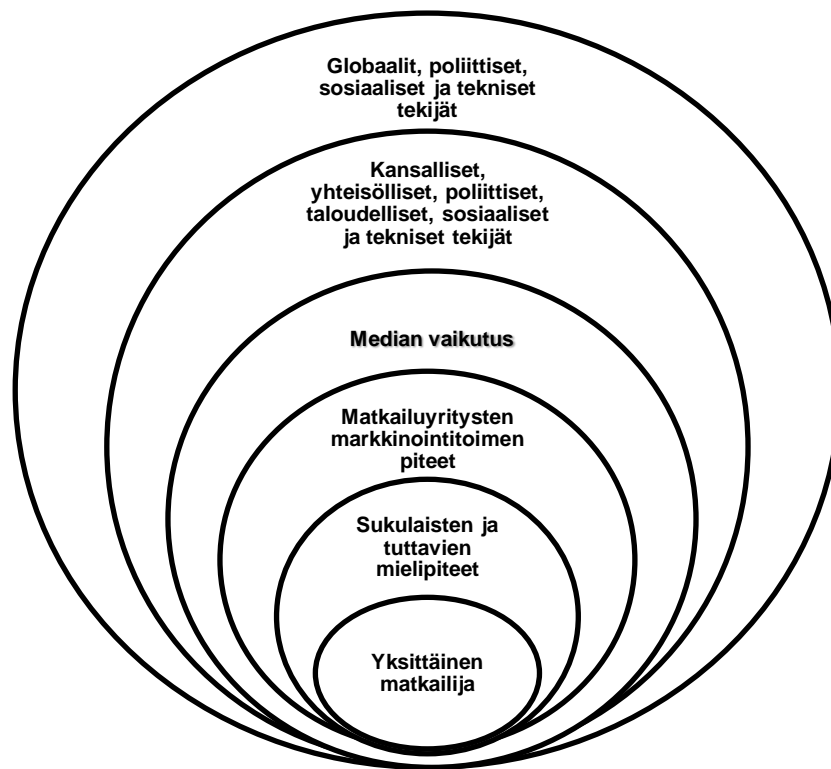 Globaalit, poliittiset,
sosiaaliset ja tekniset
tekijät
Kansalliset,
yhteisölliset, poliittiset,
taloudelliset, sosiaaliset
ja tekniset tekijät
Median vaikutus
Matkailuyritysten
markkinointitoimen
piteet
Sukulaisten ja
tuttavien
mielipiteet
Yksittäinen
matkailija